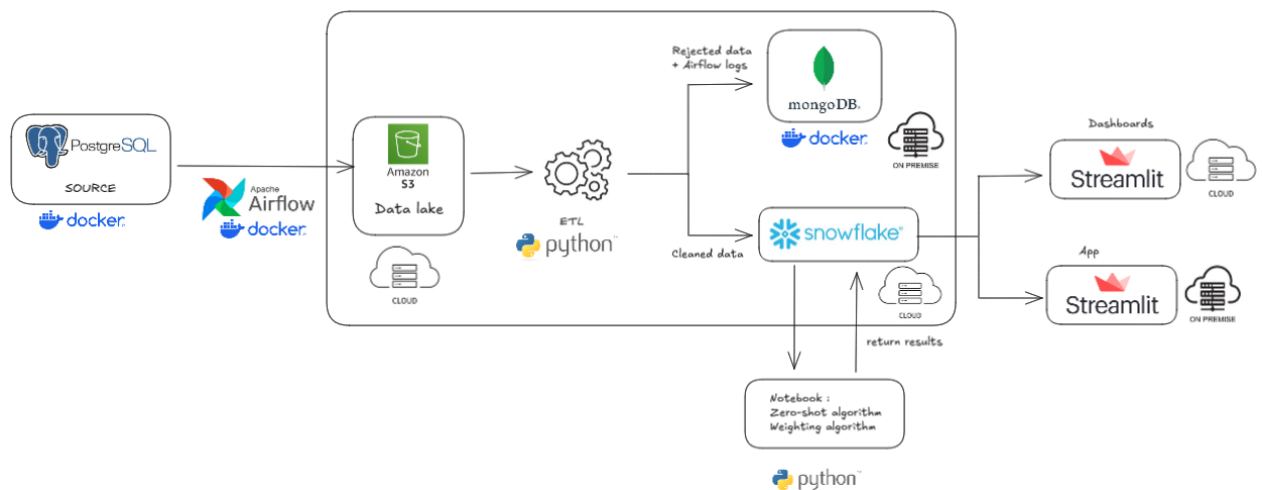 PostgreSQL
SOURCE
docker
Apache
Airflow
docker
Amazon
S3
Data lake
CLOUD
ETL
python™
Rejected data
+ Airflow logs
mongoDB®
docker
ON PREMISE
Cleaned data
snowflake®
CLOUD
return results
Notebook :
Zero-shot algorithm
Weighting algorithm
python™
Dashboards
Streamlit
CLOUD
App
Streamlit
ON PREMISE